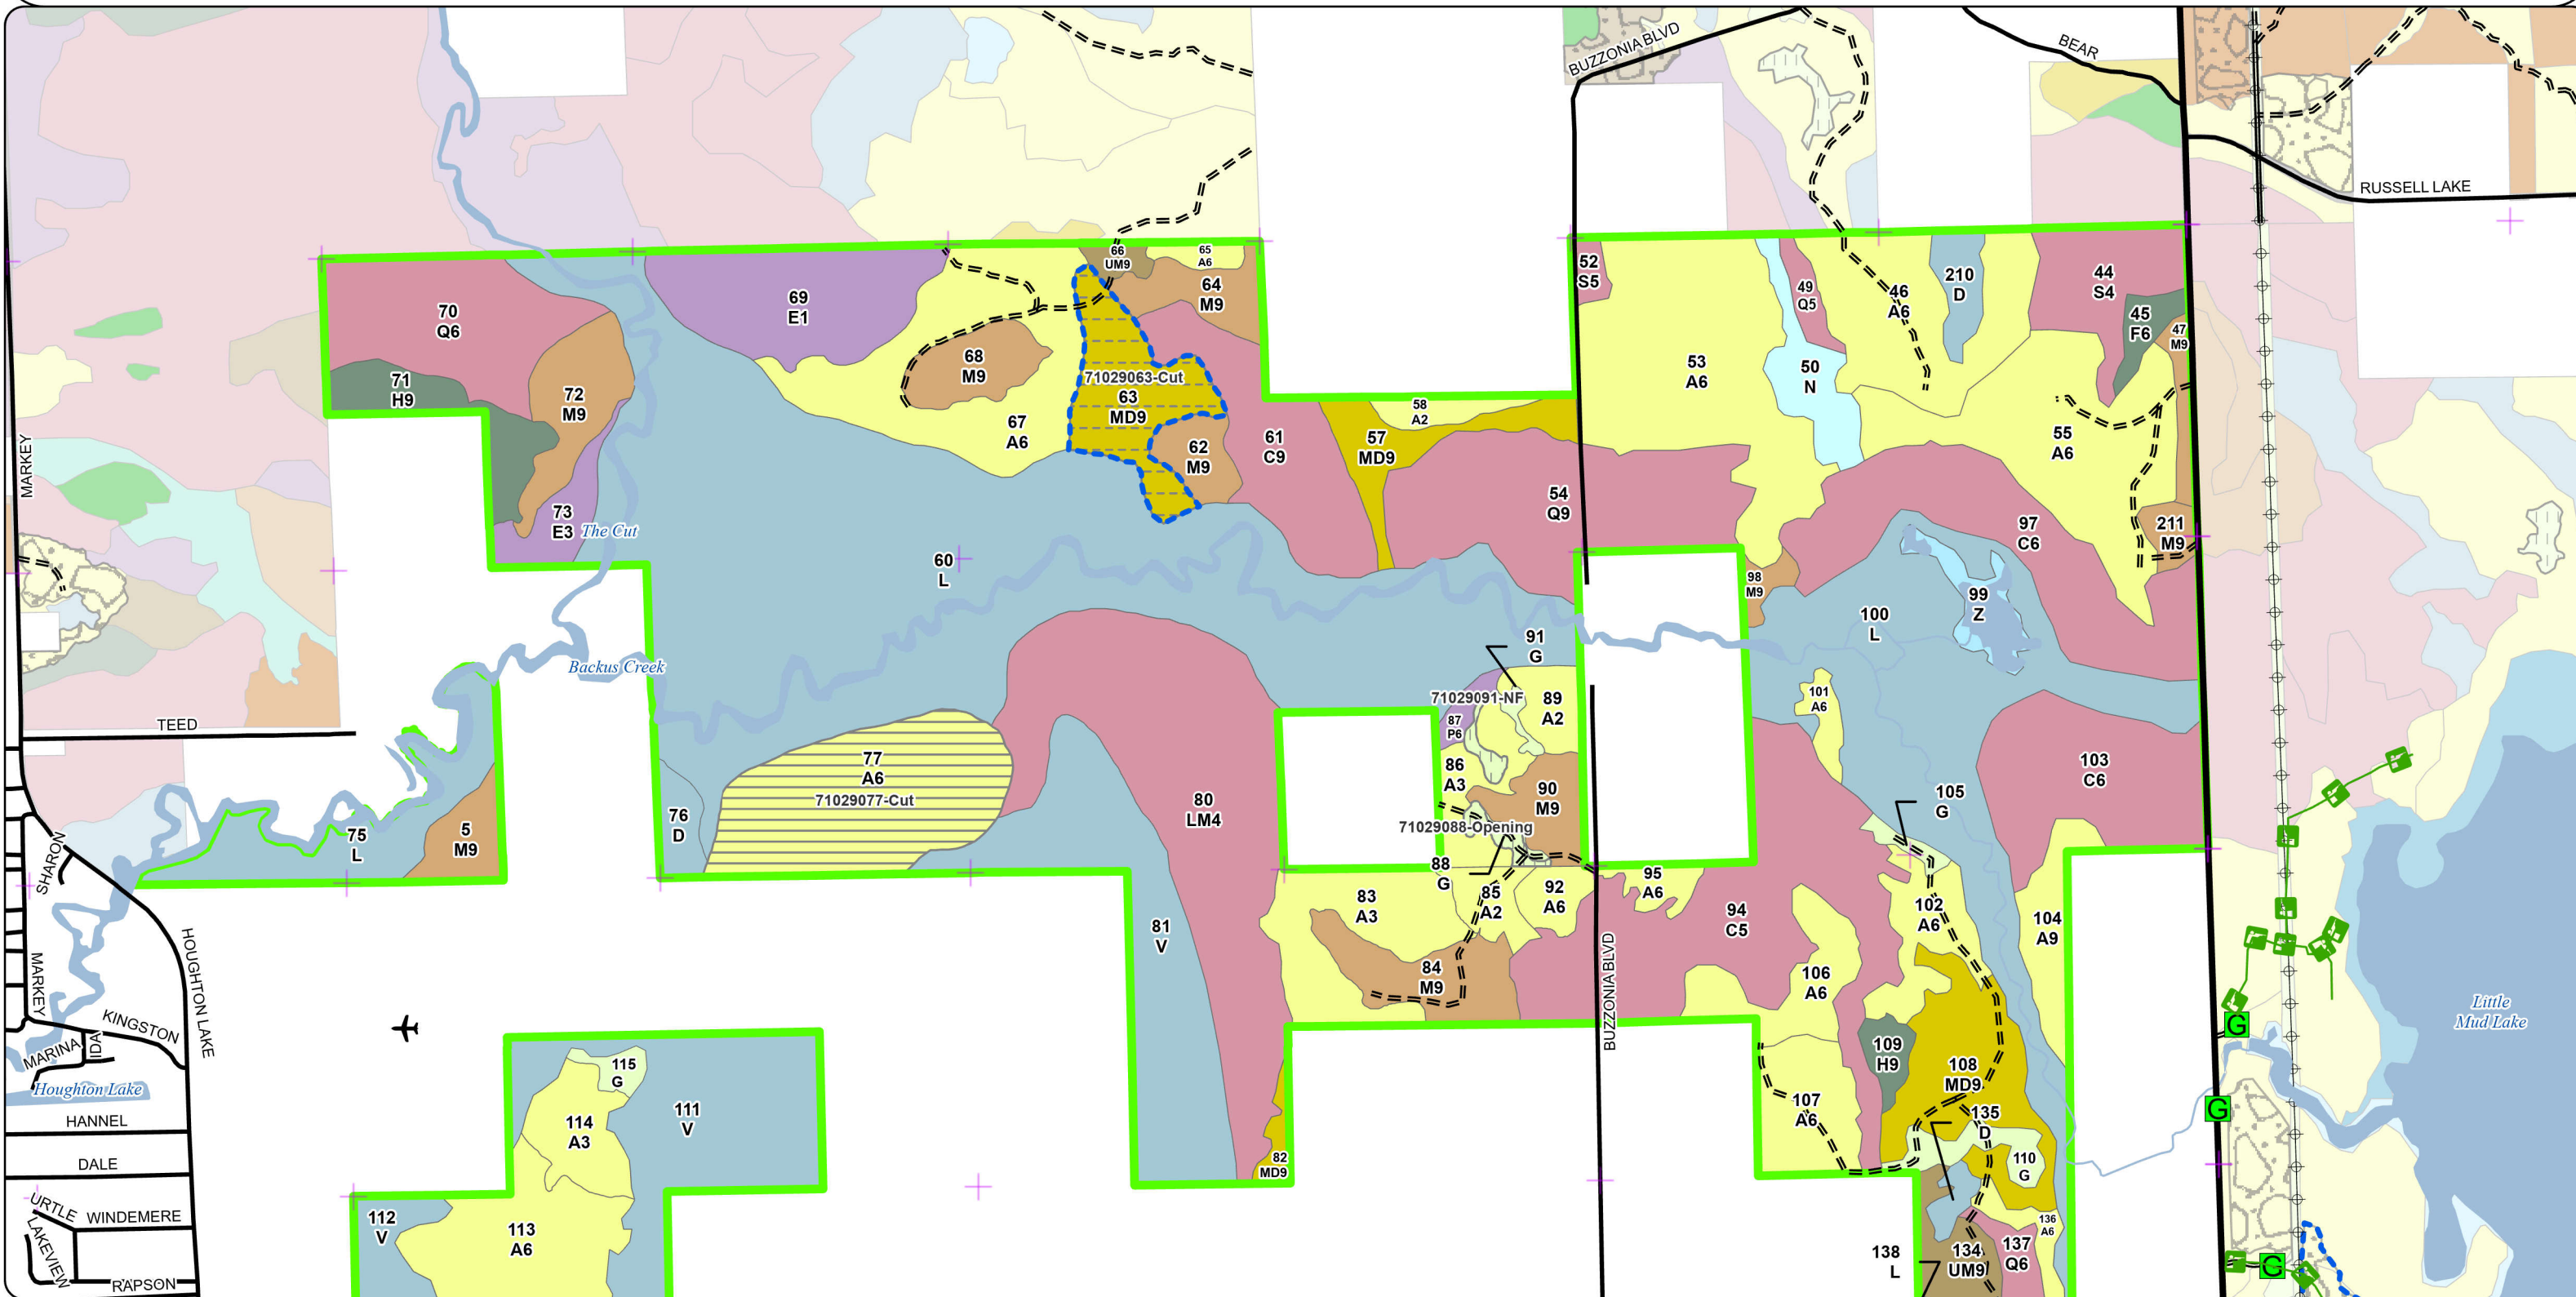 BUZZONIA BLVD
BEAR
RUSSELL LAKE
66
UM9
65
A6
64
M9
52
S5
49
Q5
46
A6
210
D
44
S4
45
F6
47
M9
70
Q6
69
E1
68
M9
71
H9
72
M9
71029063-Cut
63
MD9
53
A6
50
N
67
A6
62
M9
61
C9
57
MD9
58
A2
55
A6
MARKEY
73
E3
The Cut
54
Q9
97
C6
211
M9
60
L
98
M9
100
L
99
Z
Backus Creek
91
G
71029091-NF
89
A2
87
P6
101
A6
TEED
77
A6
71029077-Cut
86
A3
90
M9
103
C6
80
LM4
105
G
76
D
71029088-Opening
75
L
5
M9
SHARON
88
G
83
A3
85
A2
92
A6
95
A6
94
C5
102
A6
104
A9
81
V
84
M9
106
A6
MARKEY
HOUGHTON LAKE
BUZZONIA BLVD
Little
Mud Lake
G
KINGSTON
MARINA
IDA
109
H9
108
MD9
115
G
114
A3
111
V
107
A6
135
D
G
Houghton Lake
HANNEL
DALE
82
MD9
110
G
URTLE
WINDEMERE
LAKEVIEW
RAPSON
112
V
113
A6
136
A6
138
L
134
UM9
137
Q6
G